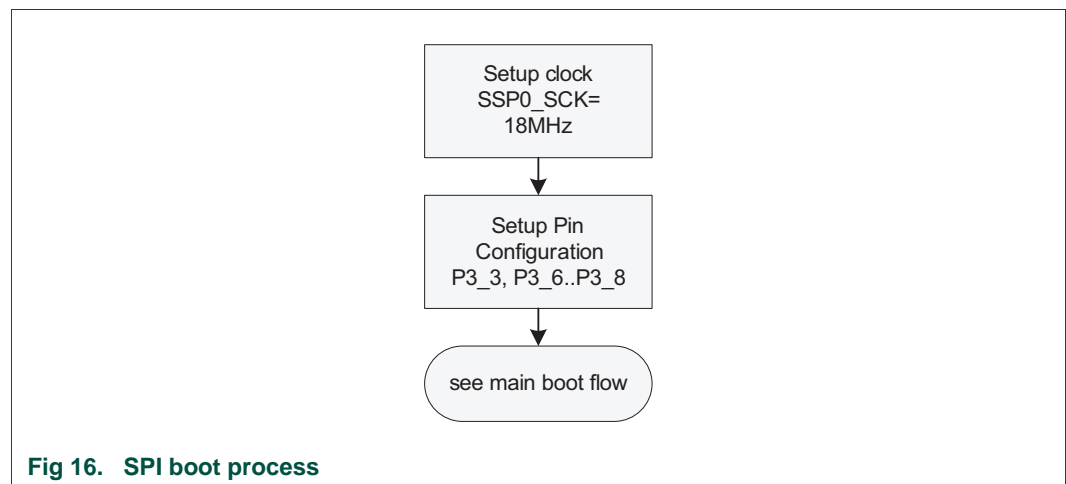 Setup clock
SSP0_SCK=
18MHz
Setup Pin
Configuration
P3_3, P3_6..P3_8
see main boot flow
Fig 16. SPI boot process